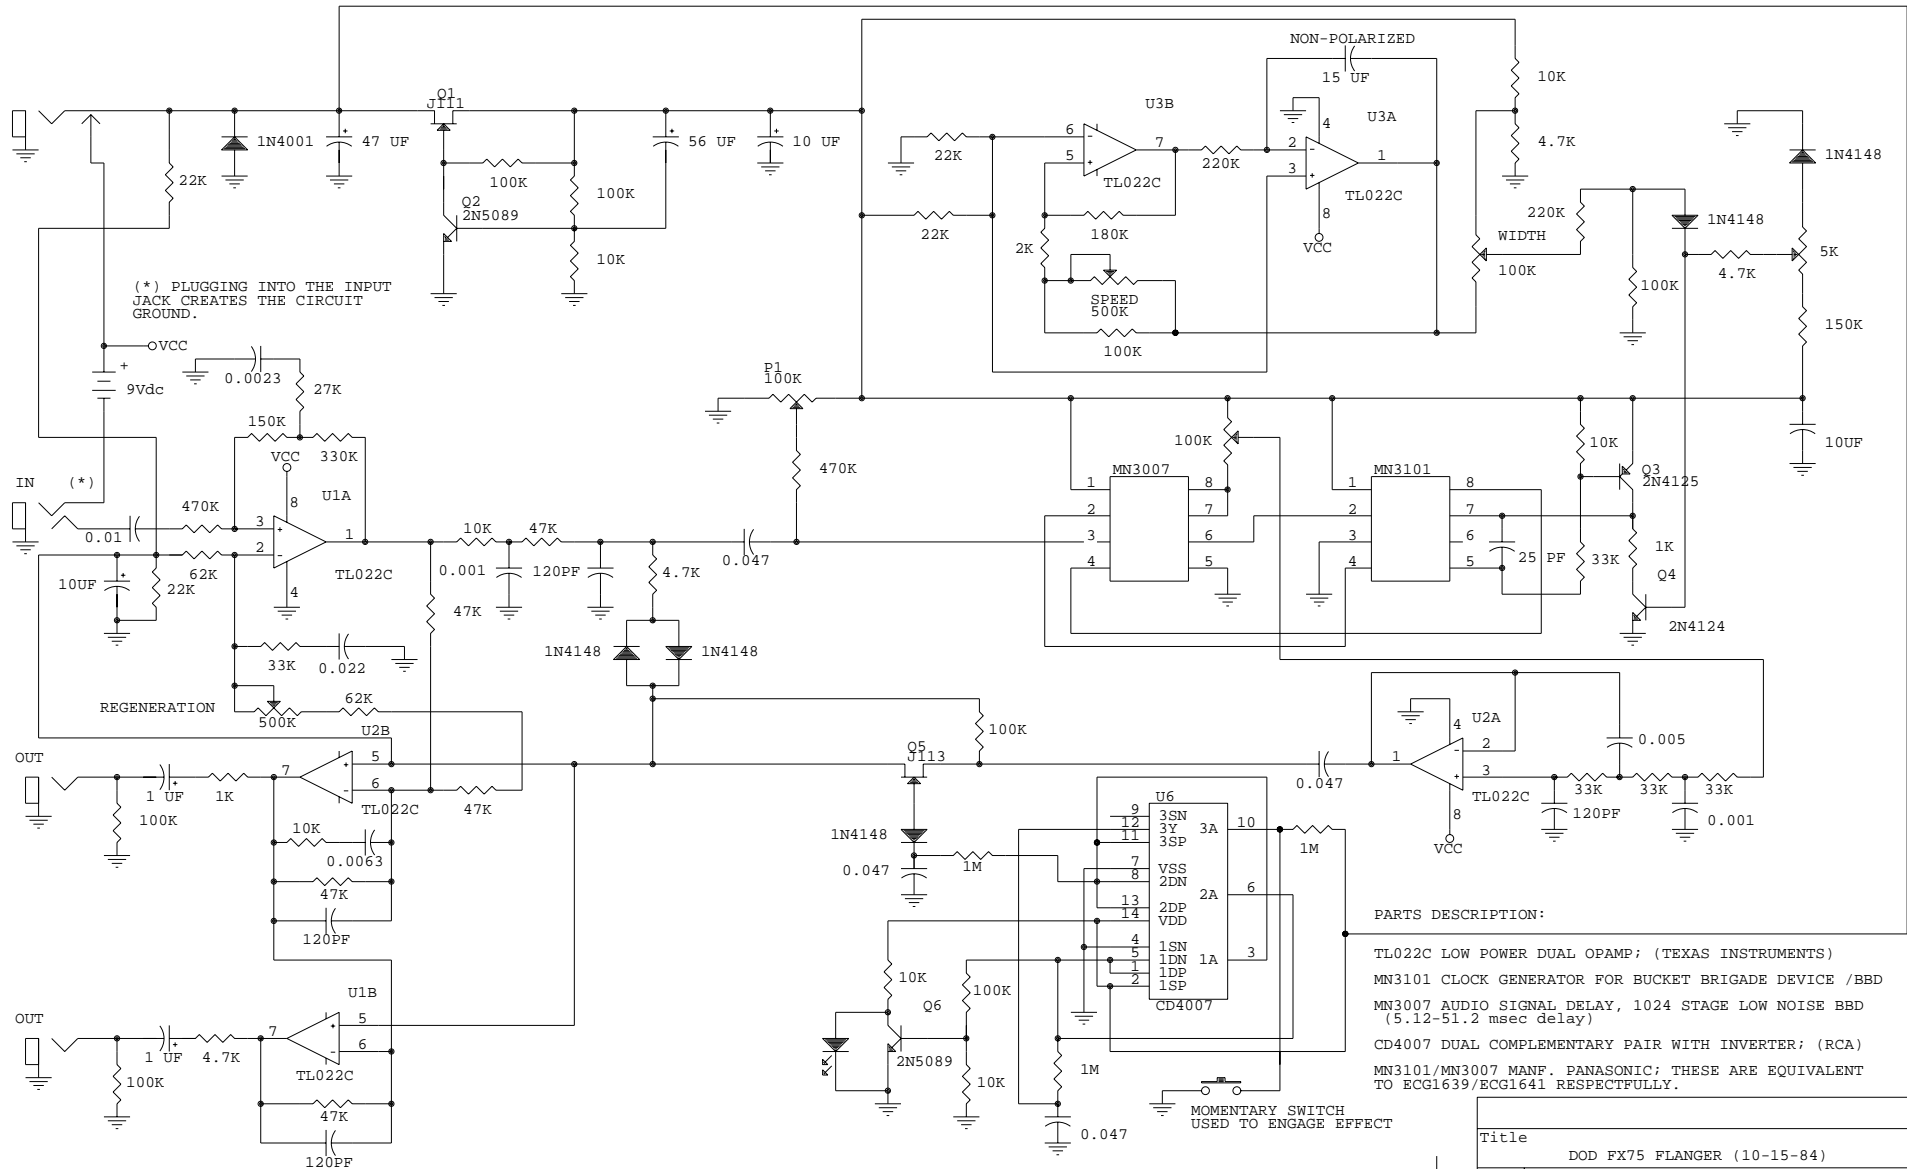 NON-POLARIZED
15 UF
10K
Q1
J111
U3B
U3A
4
1N4001
+
47 UF
+
56 UF
+
10 UF
6
-
7
2
-
1
4.7K
1N4148
22K
5
+
220K
3
+
22K
100K
100K
TL022C
TL022C
Q2
2N5089
8
220K
1N4148
22K
180K
VCC
WIDTH
2K
100K
5K
10K
4.7K
(*) PLUGGING INTO THE INPUT
JACK CREATES THE CIRCUIT
GROUND.
SPEED
500K
100K
150K
VCC
100K
+
9Vdc
0.0023
27K
P1
100K
150K
330K
100K
10K
10UF
VCC
470K
MN3007
MN3101
Q3
2N4125
IN (*)
8
U1A
1 8
1 8
470K
3
+
1
10K
47K
2 7
2 7
0.01
2
-
3 6
3 6
1K
62K
TL022C
0.001
120PF
4.7K
0.047
4 5
4 5
25 PF
33K
10UF
+
22K
4
Q4
47K
2N4124
33K
0.022
1N4148
1N4148
REGENERATION
62K
500K
U2B
100K
4
U2A
OUT
5
+
7
6
-
Q5
J113
1
2
-
3
+
0.005
0.047
1 UF
+
1K
TL022C
47K
TL022C
33K
33K
33K
100K
U6
8
120PF
0.001
10K
1N4148
9 3SN
12 3Y 3A 10
11 3SP
VCC
0.0063
0.047
1M
1M
7 VSS
8 2DN
2A 6
47K
13 2DP
14 VDD
PARTS DESCRIPTION:
120PF
4 1SN
5 1DN 1A 3
1 1DP
2 1SP
CD4007
TL022C LOW POWER DUAL OPAMP; (TEXAS INSTRUMENTS)
10K
100K
MN3101 CLOCK GENERATOR FOR BUCKET BRIGADE DEVICE /BBD
U1B
Q6
MN3007 AUDIO SIGNAL DELAY, 1024 STAGE LOW NOISE BBD
(5.12-51.2 msec delay)
OUT
5
+
7
6
-
CD4007 DUAL COMPLEMENTARY PAIR WITH INVERTER; (RCA)
1 UF
+
4.7K
TL022C
2N5089
1M
MN3101/MN3007 MANF. PANASONIC; THESE ARE EQUIVALENT
TO ECG1639/ECG1641 RESPECTFULLY.
100K
10K
47K
MOMENTARY SWITCH
USED TO ENGAGE EFFECT
0.047
120PF
Title
DOD FX75 FLANGER (10-15-84)